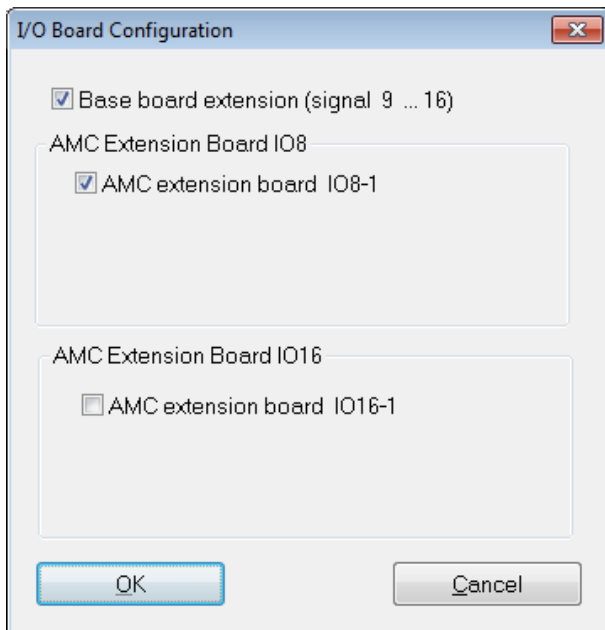 I/O Board Configuration
Base board extension (signal 9 ... 16)
AMC Extension Board IO8
AMC extension board IO8-1
AMC Extension Board IO16
AMC extension board IO16-1
OK
Cancel